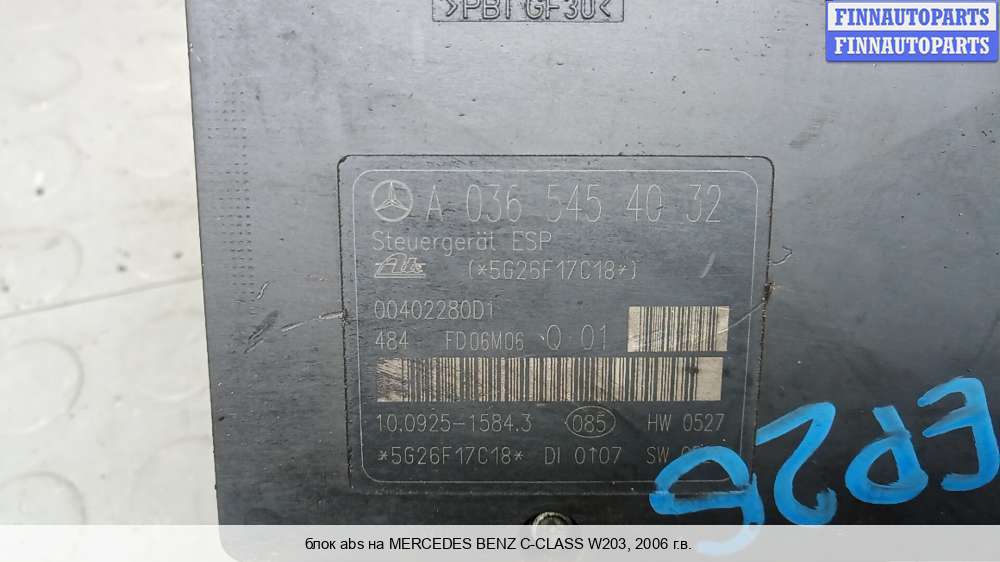 >PBT GF30<
FINNAUTOPARTS
FINNAUTOPARTS
A 036 545 40 32
Steuergerät ESP
Ate (*5G26F17C18*)
00402280D1
484 FD06M06 Q 01
10.0925-1584.3 085 HW 0527
*5G26F17C18* DI 0107 SW
EP26
блок abs на MERCEDES BENZ C-CLASS W203, 2006 г.в.